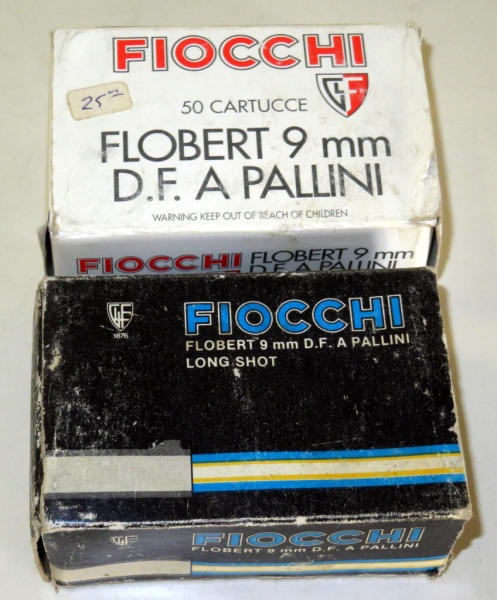 FIOCCHI
25
50 CARTUCCE
FLOBERT 9 mm
D.F. A PALLINI
WARNING KEEP OUT OF REACH OF CHILDREN
FIOCCHI FLOBERT 9 mm
D.F. A PALLINI
1876
FIOCCHI
FLOBERT 9 mm D.F. A PALLINI
LONG SHOT
FIOCCHI
FLOBERT 9 mm D.F. A PALLINI